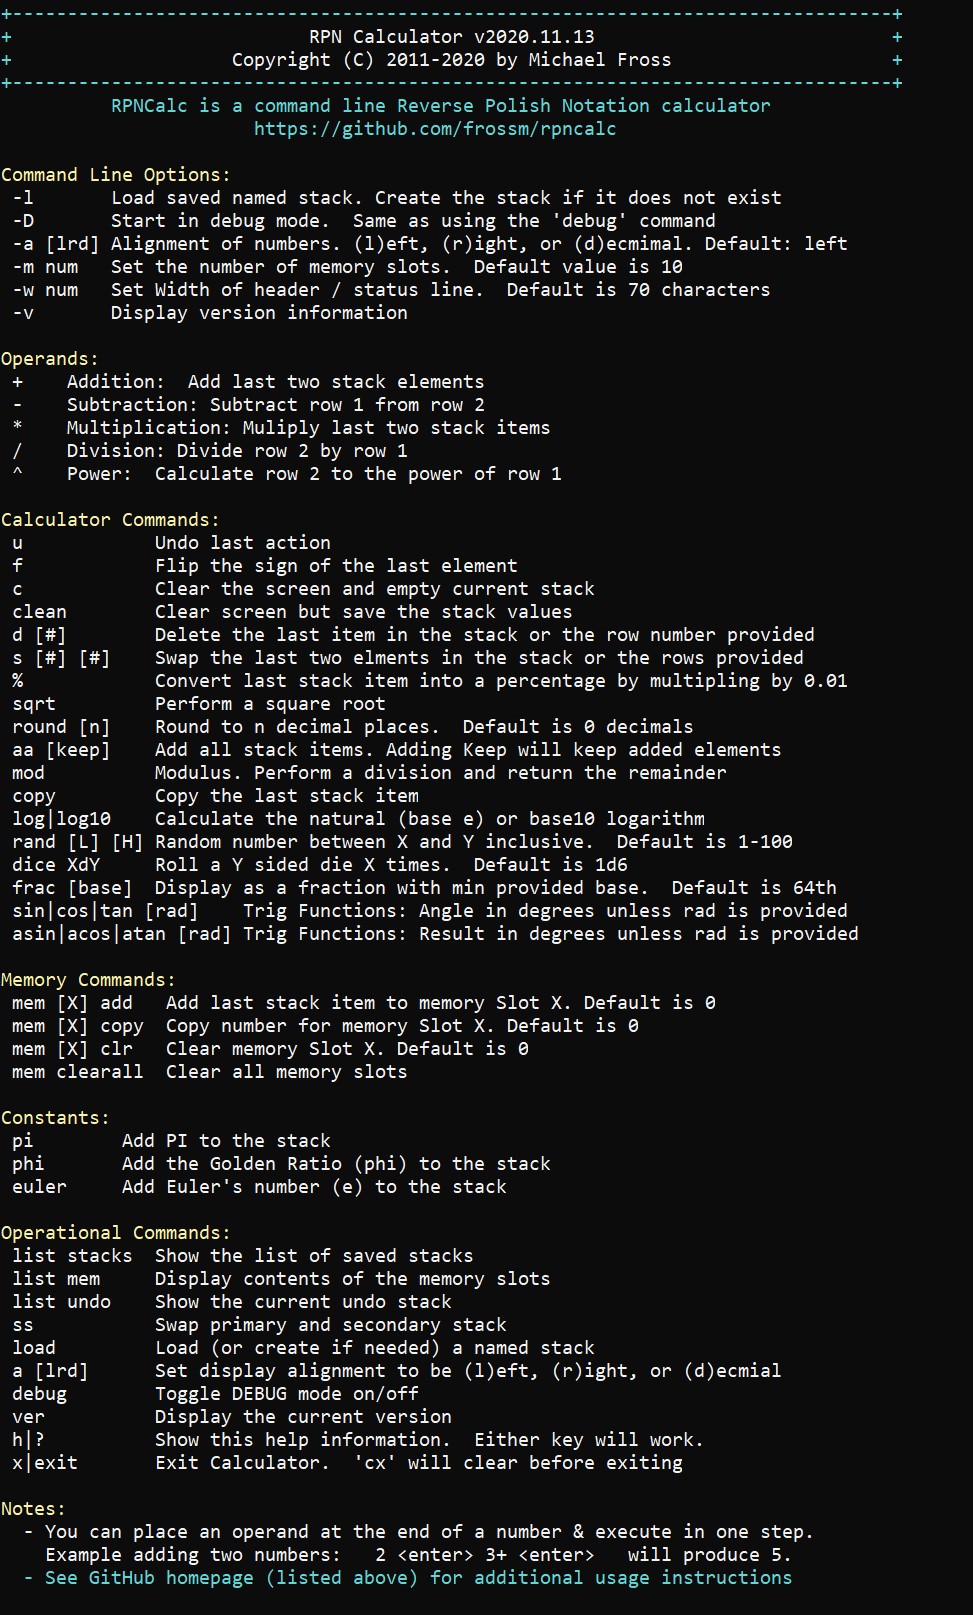 +--------------------------------------------------------------------------------+
+                           RPN Calculator v2020.11.13                           +
+                    Copyright (C) 2011-2020 by Michael Fross                    +
+--------------------------------------------------------------------------------+
          RPNCalc is a command line Reverse Polish Notation calculator
                       https://github.com/frossm/rpncalc

Command Line Options:
 -l       Load saved named stack. Create the stack if it does not exist
 -D       Start in debug mode.  Same as using the 'debug' command
 -a [lrd] Alignment of numbers. (l)eft, (r)ight, or (d)ecmimal. Default: left
 -m num   Set the number of memory slots.  Default value is 10
 -w num   Set Width of header / status line.  Default is 70 characters
 -v       Display version information

Operands:
 +    Addition:  Add last two stack elements
 -    Subtraction: Subtract row 1 from row 2
 *    Multiplication: Muliply last two stack items
 /    Division: Divide row 2 by row 1
 ^    Power:  Calculate row 2 to the power of row 1

Calculator Commands:
 u            Undo last action
 f            Flip the sign of the last element
 c            Clear the screen and empty current stack
 clean        Clear screen but save the stack values
 d [#]        Delete the last item in the stack or the row number provided
 s [#] [#]    Swap the last two elments in the stack or the rows provided
 %            Convert last stack item into a percentage by multipling by 0.01
 sqrt         Perform a square root
 round [n]    Round to n decimal places.  Default is 0 decimals
 aa [keep]    Add all stack items. Adding Keep will keep added elements
 mod          Modulus. Perform a division and return the remainder
 copy         Copy the last stack item
 log|log10    Calculate the natural (base e) or base10 logarithm
 rand [L] [H] Random number between X and Y inclusive.  Default is 1-100
 dice XdY     Roll a Y sided die X times.  Default is 1d6
 frac [base]  Display as a fraction with min provided base.  Default is 64th
 sin|cos|tan [rad]    Trig Functions: Angle in degrees unless rad is provided
 asin|acos|atan [rad] Trig Functions: Result in degrees unless rad is provided

Memory Commands:
 mem [X] add   Add last stack item to memory Slot X. Default is 0
 mem [X] copy  Copy number for memory Slot X. Default is 0
 mem [X] clr   Clear memory Slot X. Default is 0
 mem clearall  Clear all memory slots

Constants:
 pi        Add PI to the stack
 phi       Add the Golden Ratio (phi) to the stack
 euler     Add Euler's number (e) to the stack

Operational Commands:
 list stacks  Show the list of saved stacks
 list mem     Display contents of the memory slots
 list undo    Show the current undo stack
 ss           Swap primary and secondary stack
 load         Load (or create if needed) a named stack
 a [lrd]      Set display alignment to be (l)eft, (r)ight, or (d)ecmial
 debug        Toggle DEBUG mode on/off
 ver          Display the current version
 h|?          Show this help information.  Either key will work.
 x|exit       Exit Calculator.  'cx' will clear before exiting

Notes:
  - You can place an operand at the end of a number & execute in one step.
    Example adding two numbers:   2 <enter> 3+ <enter>   will produce 5.
  - See GitHub homepage (listed above) for additional usage instructions